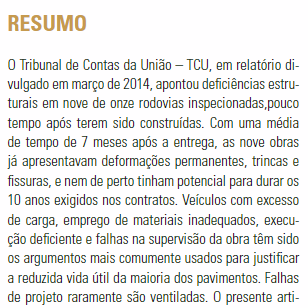 RESUMO
O Tribunal de Contas da União – TCU, em relatório di-
vulgado em março de 2014, apontou deficiências estru-
turais em nove de onze rodovias inspecionadas,pouco
tempo após terem sido construídas. Com uma média
de tempo de 7 meses após a entrega, as nove obras
já apresentavam deformações permanentes, trincas e
fissuras, e nem de perto tinham potencial para durar os
10 anos exigidos nos contratos. Veículos com excesso
de carga, emprego de materiais inadequados, execu-
ção deficiente e falhas na supervisão da obra têm sido
os argumentos mais comumente usados para justificar
a reduzida vida útil da maioria dos pavimentos. Falhas
de projeto raramente são ventiladas. O presente arti-